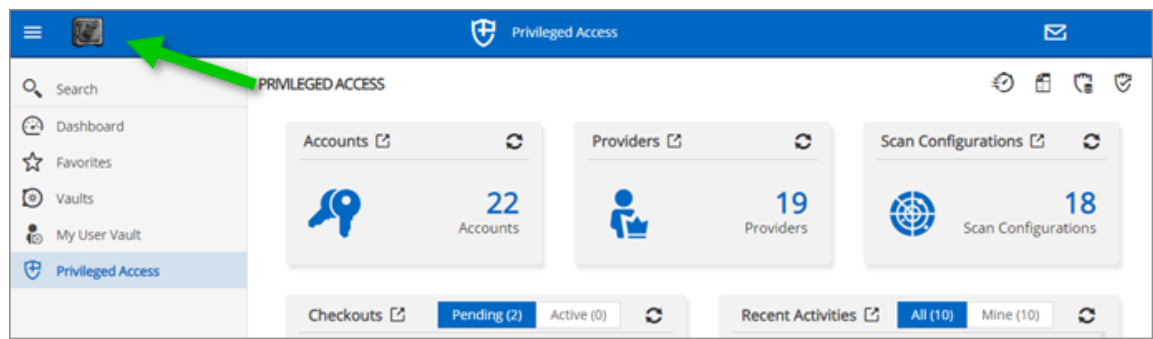 Privileged Access
Search
Dashboard
Favorites
Vaults
My User Vault
Privileged Access
PRIVILEGED ACCESS
Accounts
22
Accounts
Providers
19
Providers
Scan Configurations
18
Scan Configurations
Checkouts Pending (2) Active (0)
Recent Activities All (10) Mine (10)